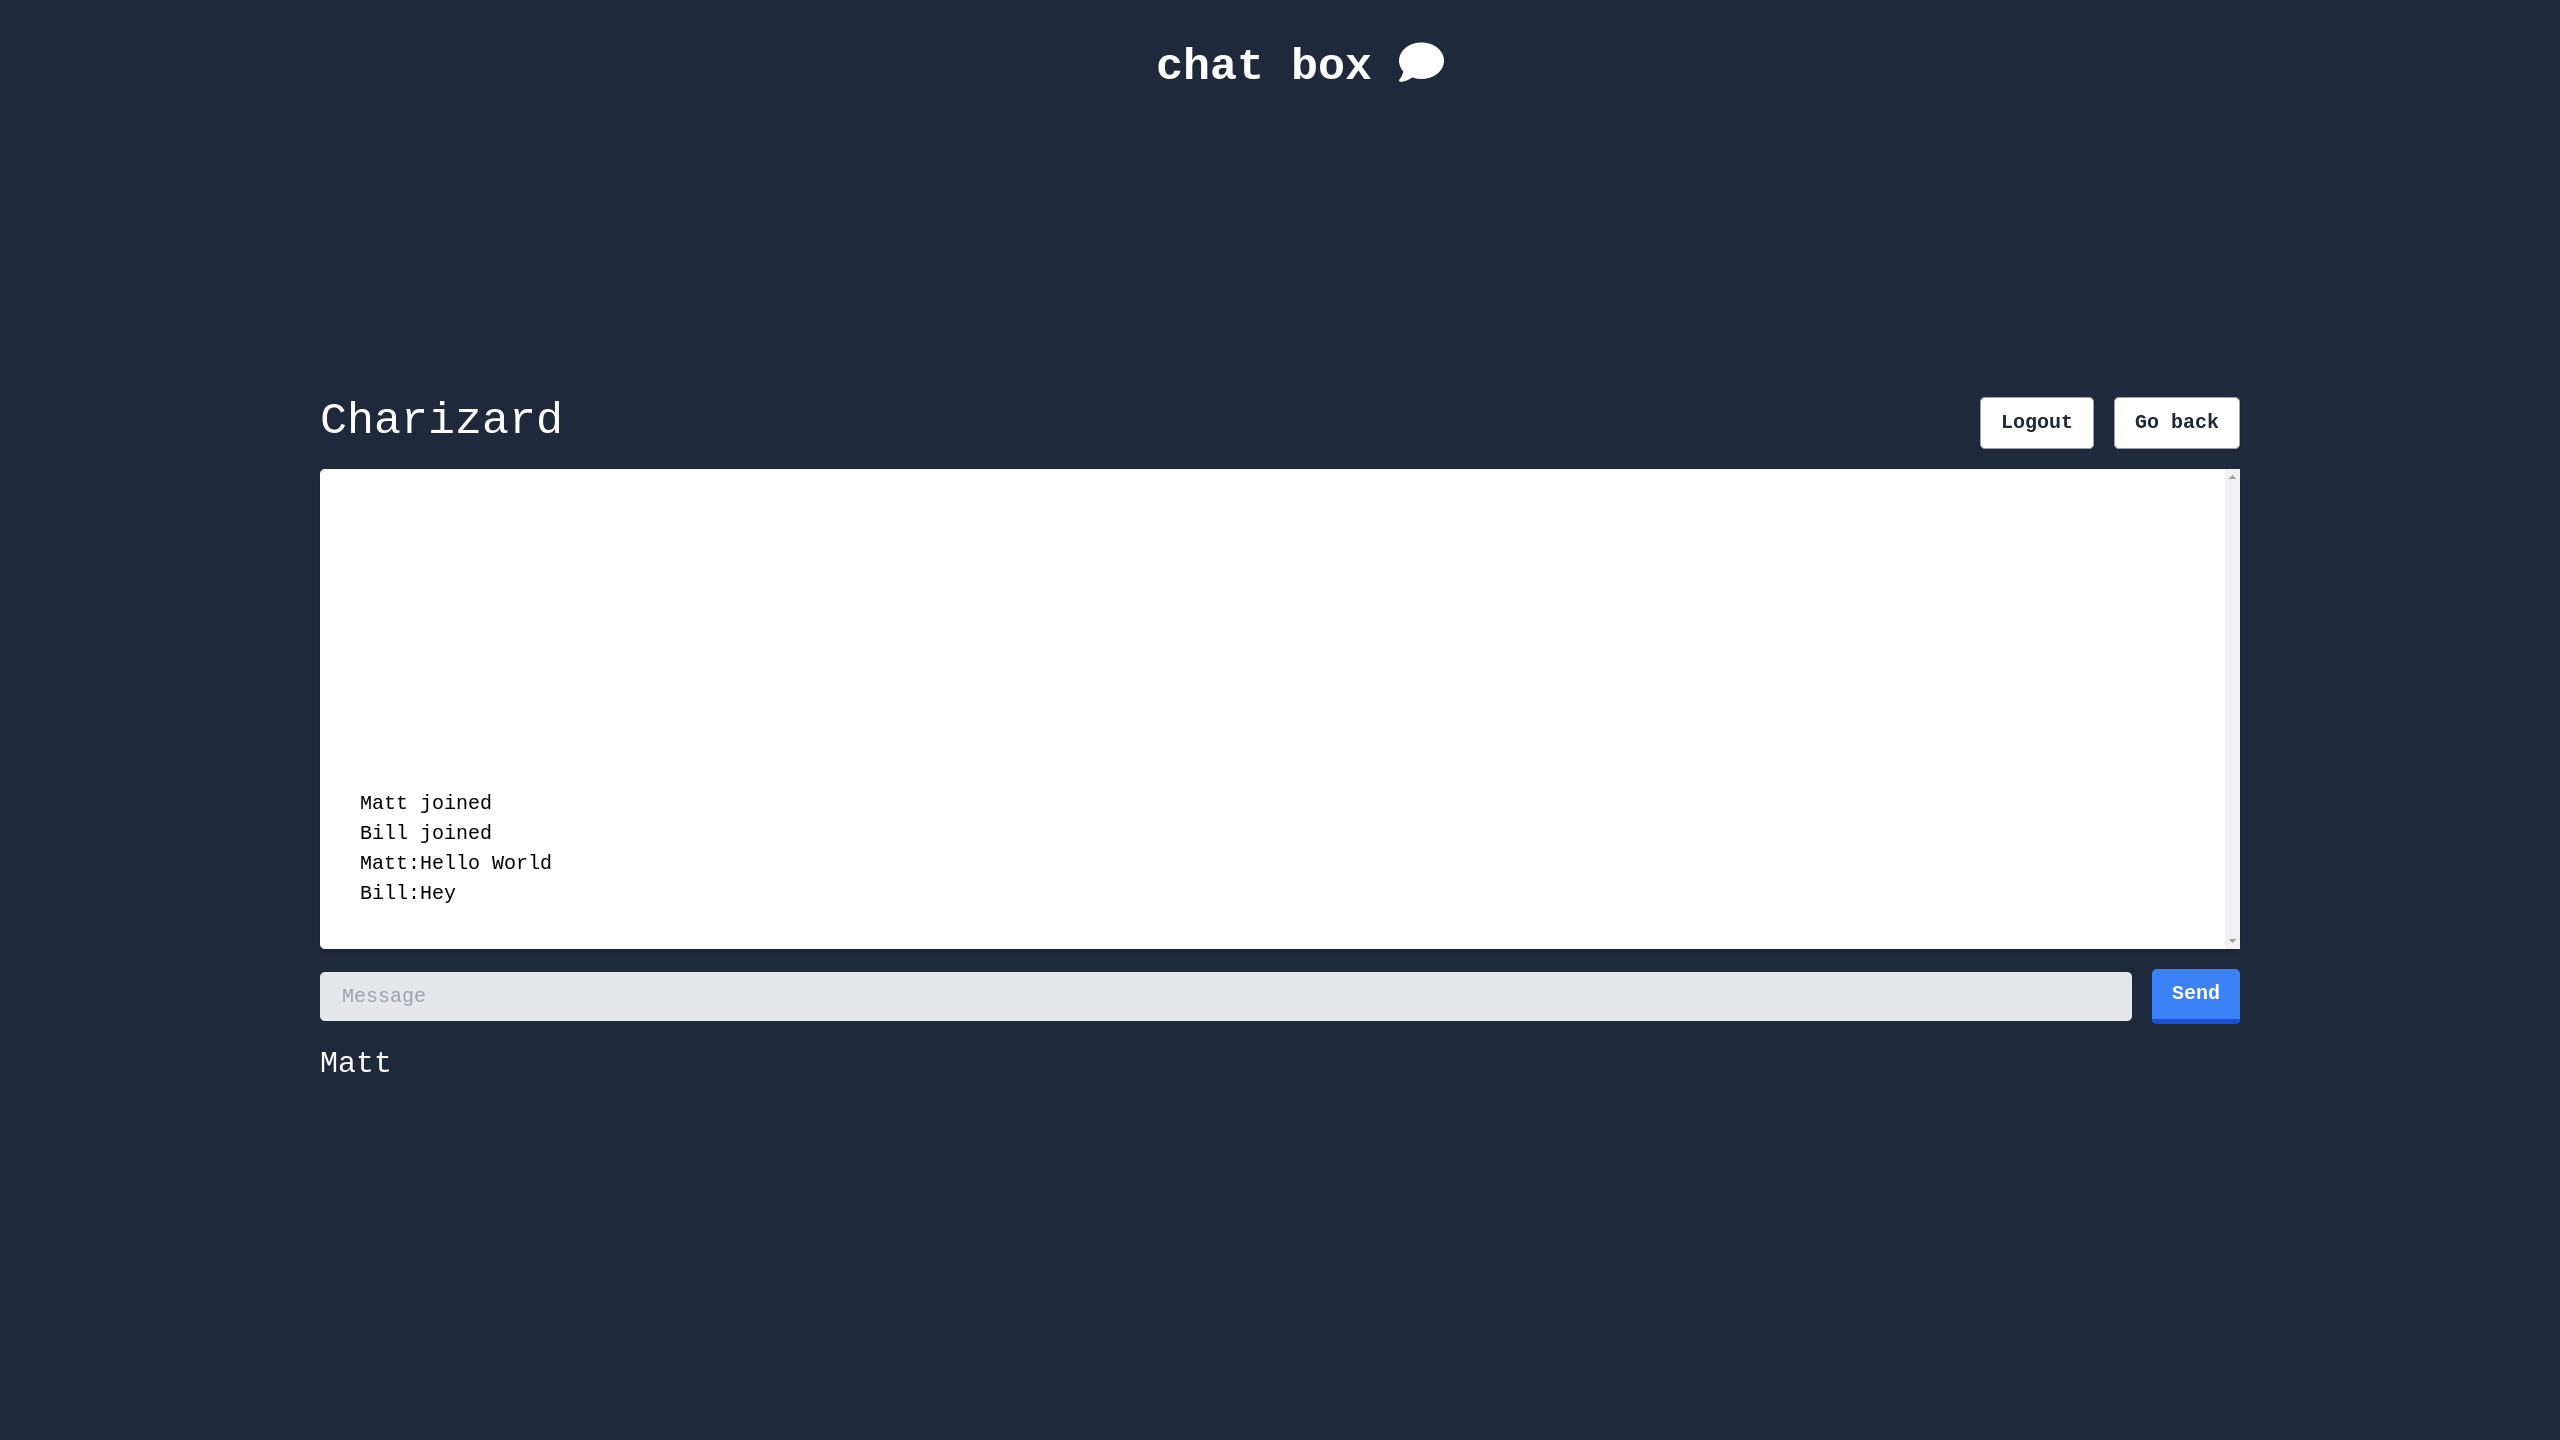 chat box
Charizard
Logout
Go back
Matt joined
Bill joined
Matt:Hello World
Bill:Hey
Message
Send
Matt